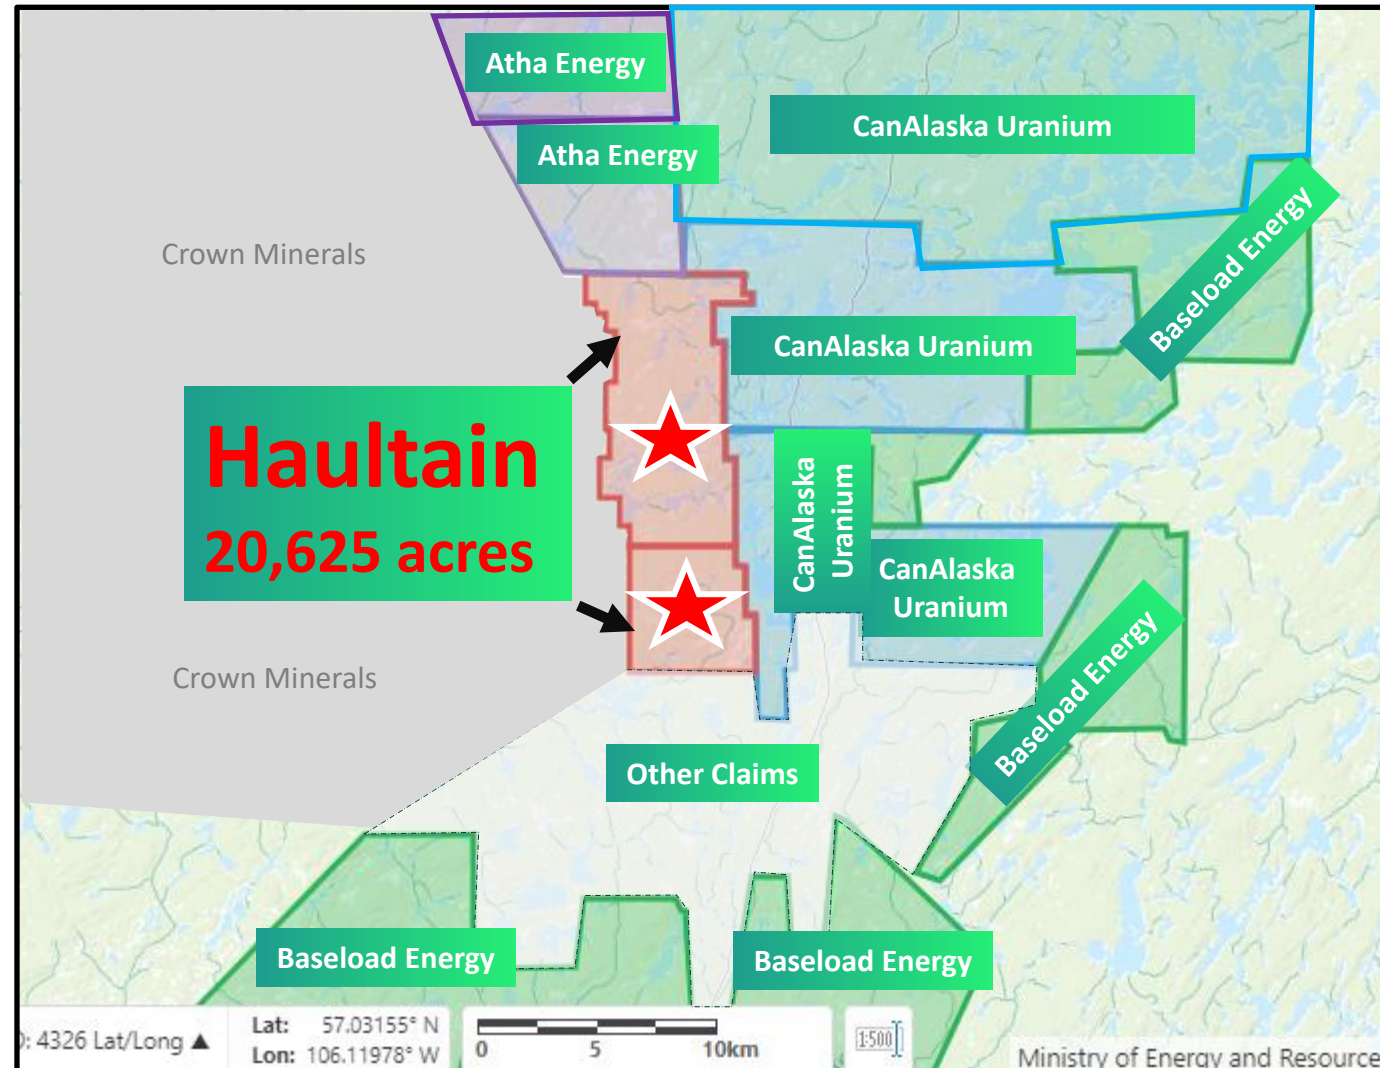 Atha Energy
CanAlaska Uranium
Atha Energy
Baseload Energy
Crown Minerals
CanAlaska Uranium
Haultain
20,625 acres
CanAlaska
Uranium
CanAlaska
Uranium
Baseload Energy
Crown Minerals
Other Claims
Baseload Energy
Baseload Energy
: 4326 Lat/Long ▲
Lat: 57.03155° N
Lon: 106.11978° W
0 5 10km
1:500
Ministry of Energy and Resource